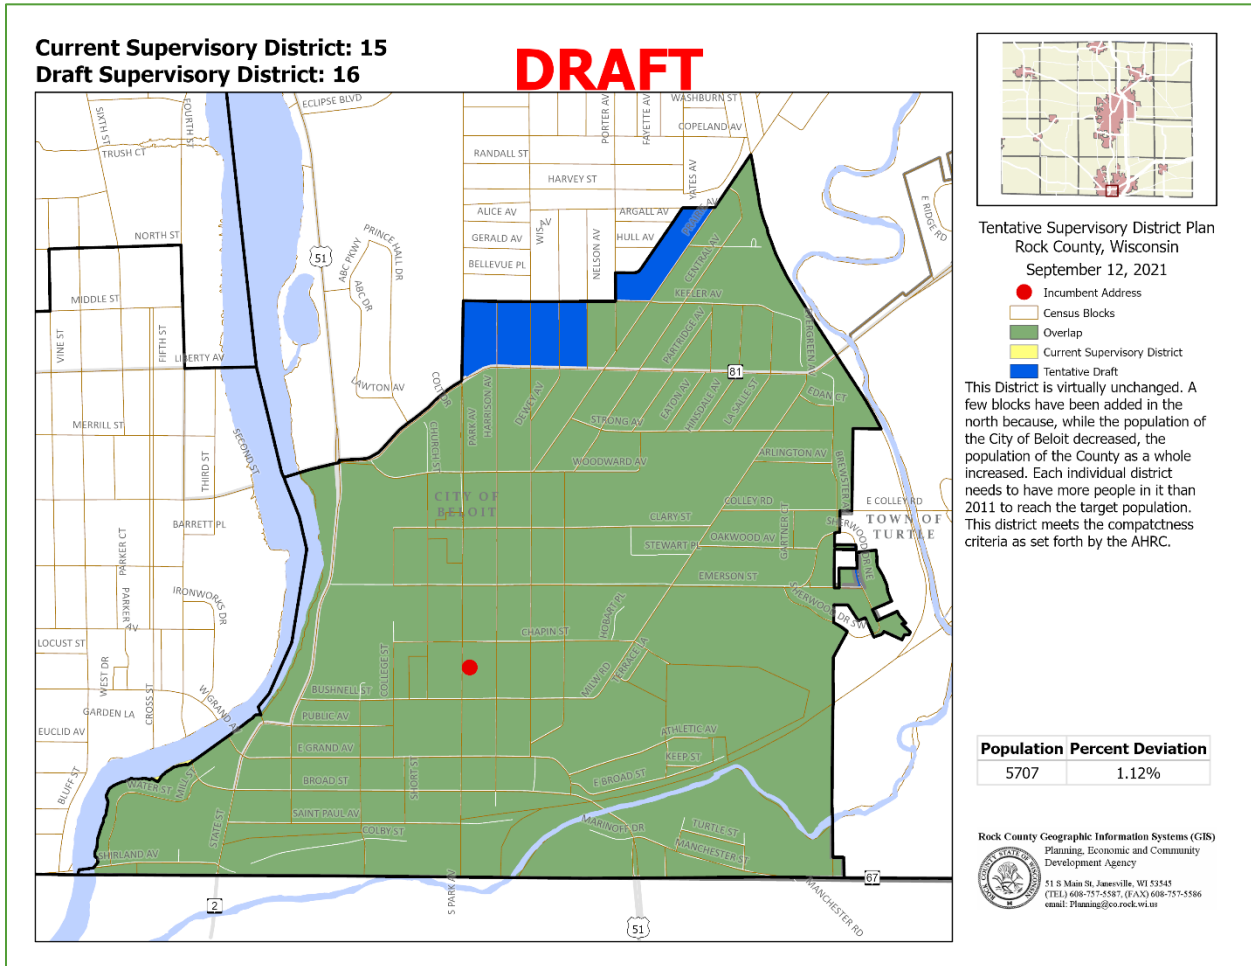 Current Supervisory District: 15
Draft Supervisory District: 16
DRAFT
ECLIPSE BLVD
SIXTH ST
FOURTH ST
TRUSH CT
WASHBURN ST
PORTER AV
FAYETTE AV
COPELAND AV
RANDALL ST
HARVEY ST
YATES AV
ALICE AV
WIS AV
ARGALL AV
GERALD AV
HULL AV
NELSON AV
BELLEVUE PL
CENTRAL AV
E RIDGE RD
NORTH ST
51
ABC PKWY
PRINCE HALL DR
ABC DR
MIDDLE ST
KEELER AV
VINE ST
FIFTH ST
LIBERTY AV
PARTRIDGE AV
EVERGREEN AV
LAWTON AV
81
PARK AV
HARRISON AV
DEWEY AV
EATON AV
HINSDALE AV
LA SALLE ST
EDAN CT
STRONG AV
MERRILL ST
SECOND ST
THIRD ST
CHURCH ST
WOODWARD AV
ARLINGTON AV
CITY OF
BELOIT
COLLEY RD
E COLLEY RD
TOWN OF
TURTLE
BARRETT PL
CLARY ST
OAKWOOD AV
STEWART PL
GARTNER CT
PARKER CT
EMERSON ST
IRONWORKS DR
PARKER AV
SHERWOOD DR SW
SHERWOOD DR NE
HOBART PL
CHAPIN ST
LOCUST ST
WEST DR
CROSS ST
COLLEGE ST
MILW RD
TERRACE LA
BUSHNELL ST
W GRAND AV
GARDEN LA
PUBLIC AV
EUCLID AV
ATHLETIC AV
E GRAND AV
KEEP ST
BLUFF ST
WATER ST
MILL ST
BROAD ST
SHORT ST
E BROAD ST
SAINT PAUL AV
STATE ST
COLBY ST
MARINOFF DR
TURTLE ST
MANCHESTER ST
SHIRLAND AV
67
MANCHESTER RD
2
S PARK AV
51
Tentative Supervisory District Plan
Rock County, Wisconsin
September 12, 2021
Incumbent Address
Census Blocks
Overlap
Current Supervisory District
Tentative Draft
This District is virtually unchanged. A
few blocks have been added in the
north because, while the population of
the City of Beloit decreased, the
population of the County as a whole
increased. Each individual district
needs to have more people in it than
2011 to reach the target population.
This district meets the compatctness
criteria as set forth by the AHRC.
Population Percent Deviation
5707 1.12%
Rock County Geographic Information Systems (GIS)
Planning, Economic and Community
Development Agency
51 S Main St, Janesville, WI 53545
(TEL) 608-757-5587, (FAX) 608-757-5586
email: Planning@co.rock.wi.us